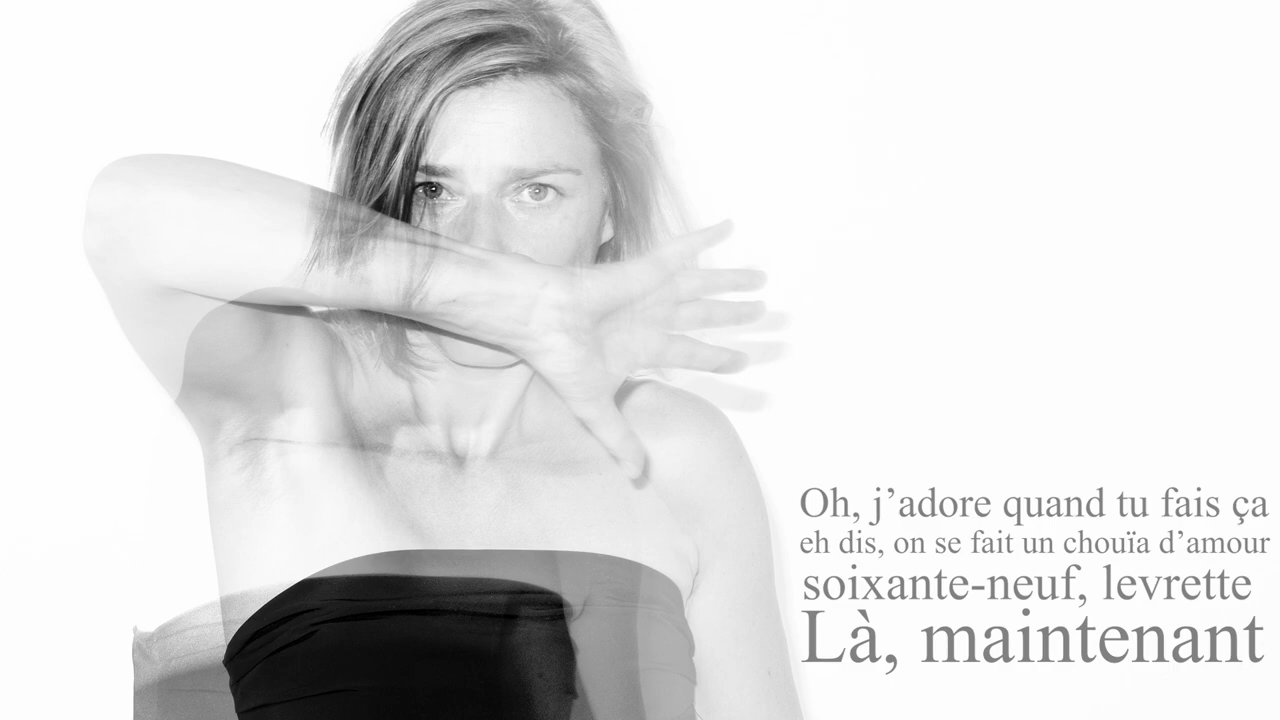 Oh, j’adore quand tu fais ça
eh dis, on se fait un chouïa d’amour
soixante-neuf, levrette
Là, maintenant